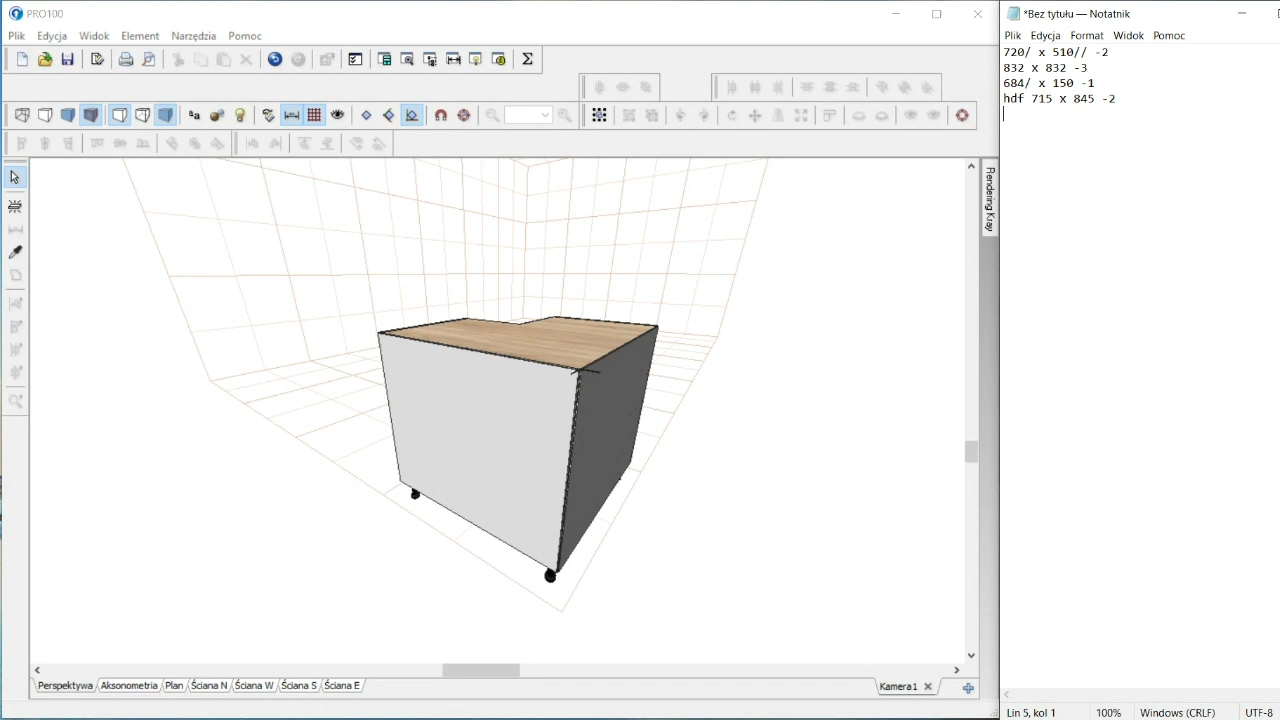 PRO100
Plik Edycja Widok Element Narzędzia Pomoc
Rendering Kray
Perspektywa Aksonometria Plan Ściana N Ściana W Ściana S Ściana E
Kamera1
*Bez tytułu — Notatnik
Plik Edycja Format Widok Pomoc
720/ x 510// -2
832 x 832 -3
684/ x 150 -1
hdf 715 x 845 -2
Lin 5, kol 1 100% Windows (CRLF) UTF-8